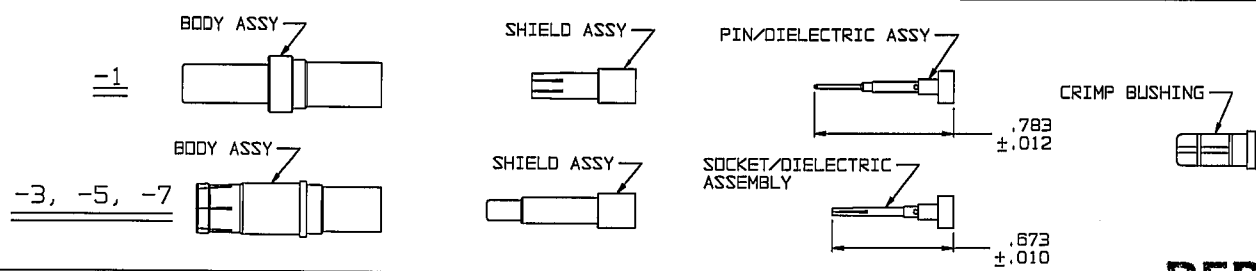 BODY ASSY
SHIELD ASSY
PIN/DIELECTRIC ASSY
-1
CRIMP BUSHING
.783
±.012
BODY ASSY
SHIELD ASSY
SOCKET/DIELECTRIC
ASSEMBLY
-3, -5, -7
.673
±.010